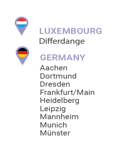 LUXEMBOURG
Differdange
GERMANY
Aachen
Dortmund
Dresden
Frankfurt/Main
Heidelberg
Leipzig
Mannheim
Munich
Münster